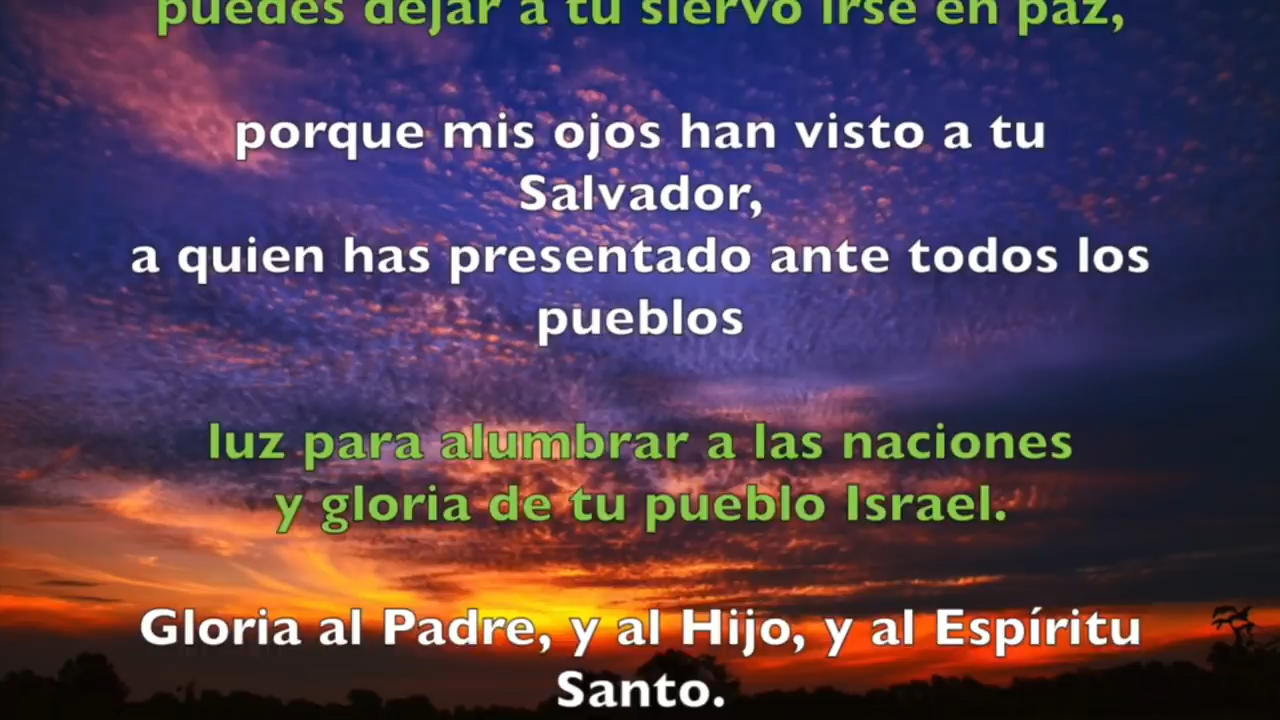 puedes dejar a tu siervo irse en paz,
porque mis ojos han visto a tu
Salvador,
a quien has presentado ante todos los
pueblos
luz para alumbrar a las naciones
y gloria de tu pueblo Israel.
Gloria al Padre, y al Hijo, y al Espíritu
Santo.